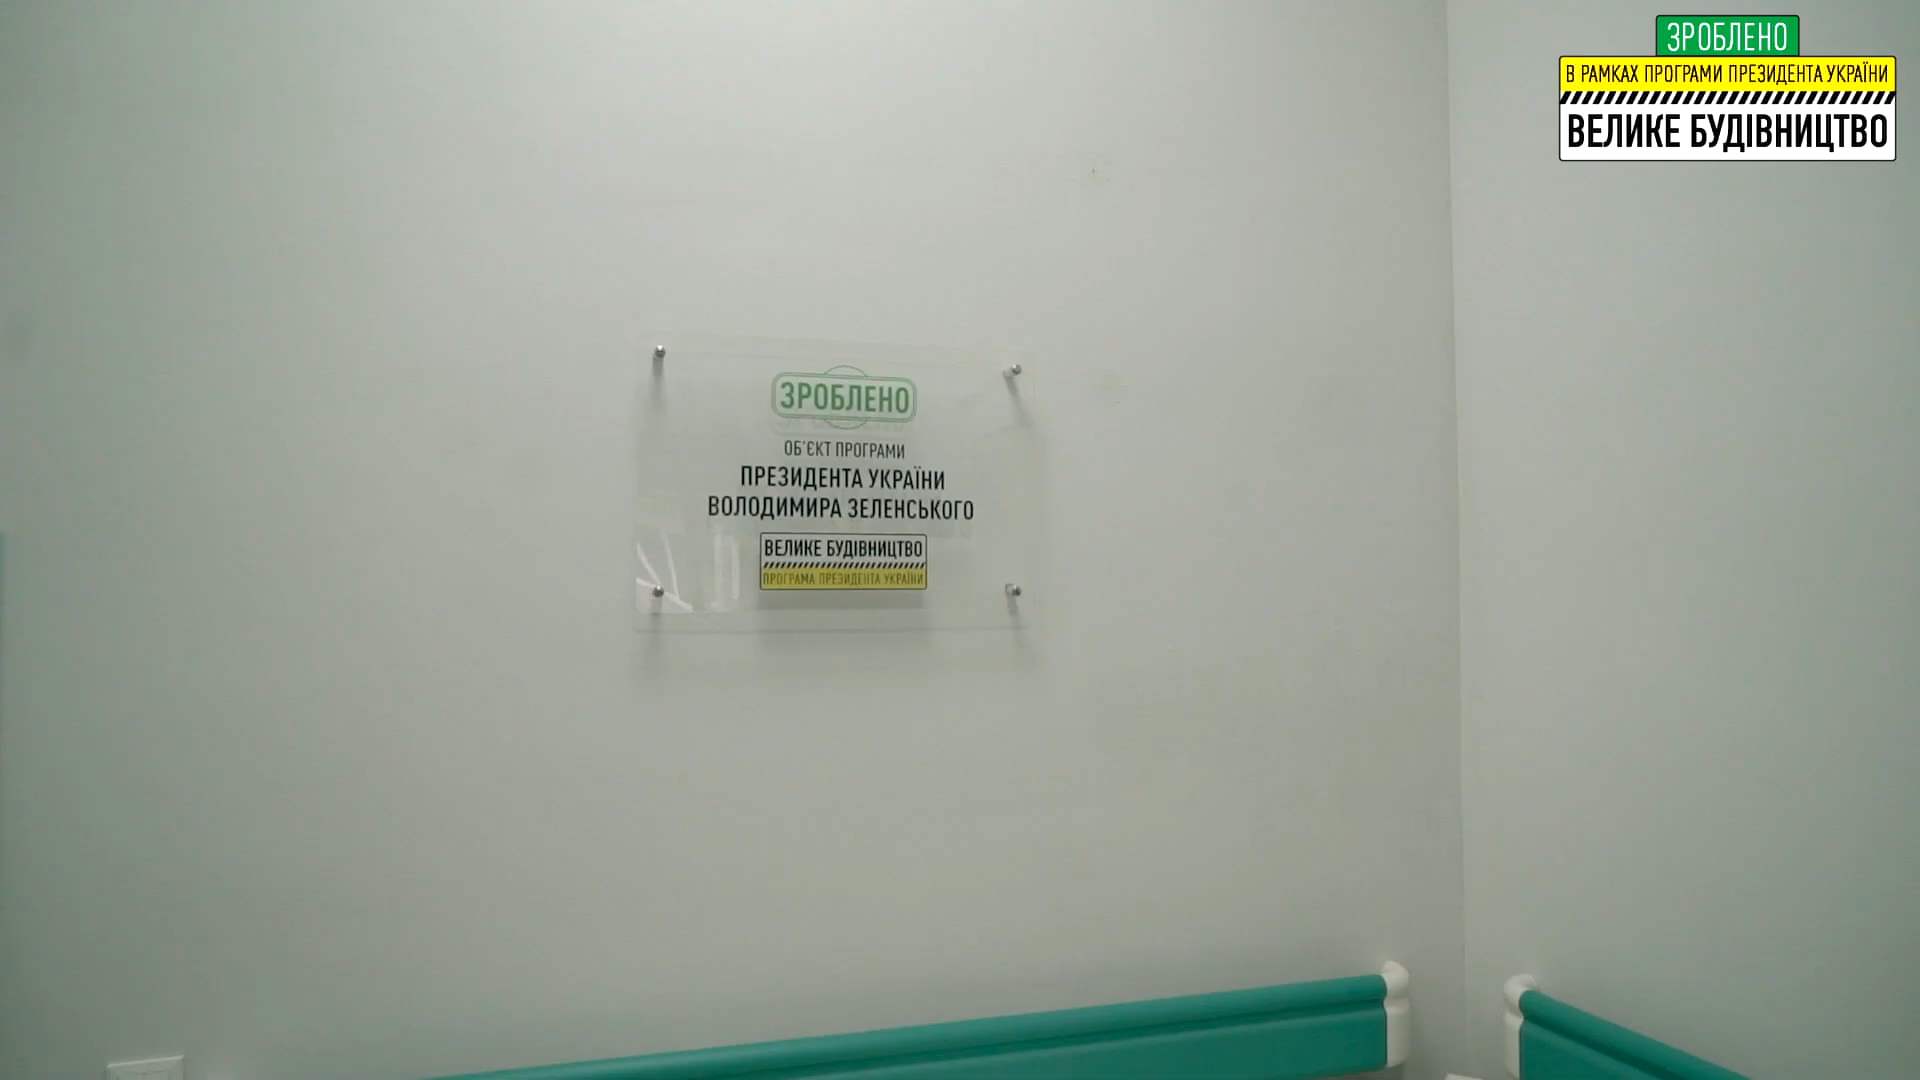 ЗРОБЛЕНО
В РАМКАХ ПРОГРАМИ ПРЕЗИДЕНТА УКРАЇНИ
ВЕЛИКЕ БУДІВНИЦТВО
ЗРОБЛЕНО
ОБ'ЄКТ ПРОГРАМИ
ПРЕЗИДЕНТА УКРАЇНИ
ВОЛОДИМИРА ЗЕЛЕНСЬКОГО
ВЕЛИКЕ БУДІВНИЦТВО
ПРОГРАМА ПРЕЗИДЕНТА УКРАЇНИ